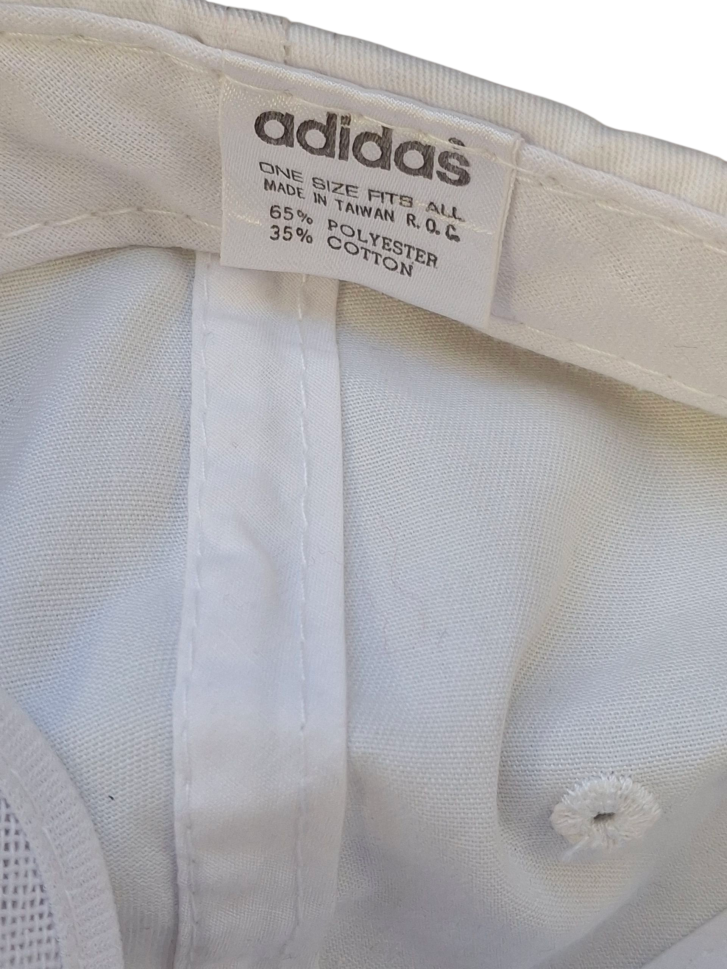 adidas
ONE SIZE FITS ALL
MADE IN TAIWAN R.O.C
65% POLYESTER
35% COTTON